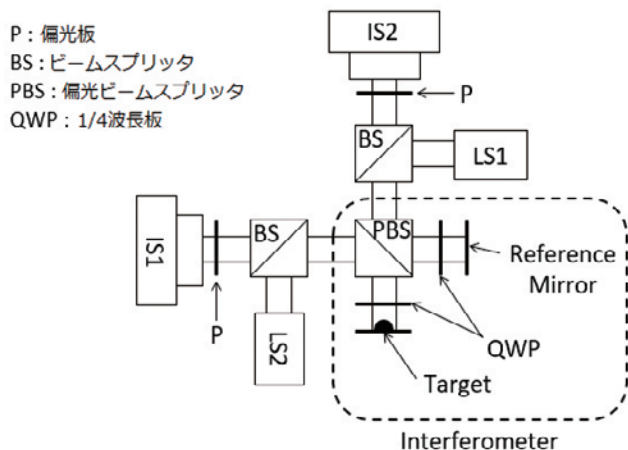 P：偏光板
BS：ビームスプリッタ
PBS：偏光ビームスプリッタ
QWP：1/4波長板
IS2
P
BS
LS1
IS1
BS
PBS
Reference
Mirror
P
LS2
QWP
Target
Interferometer